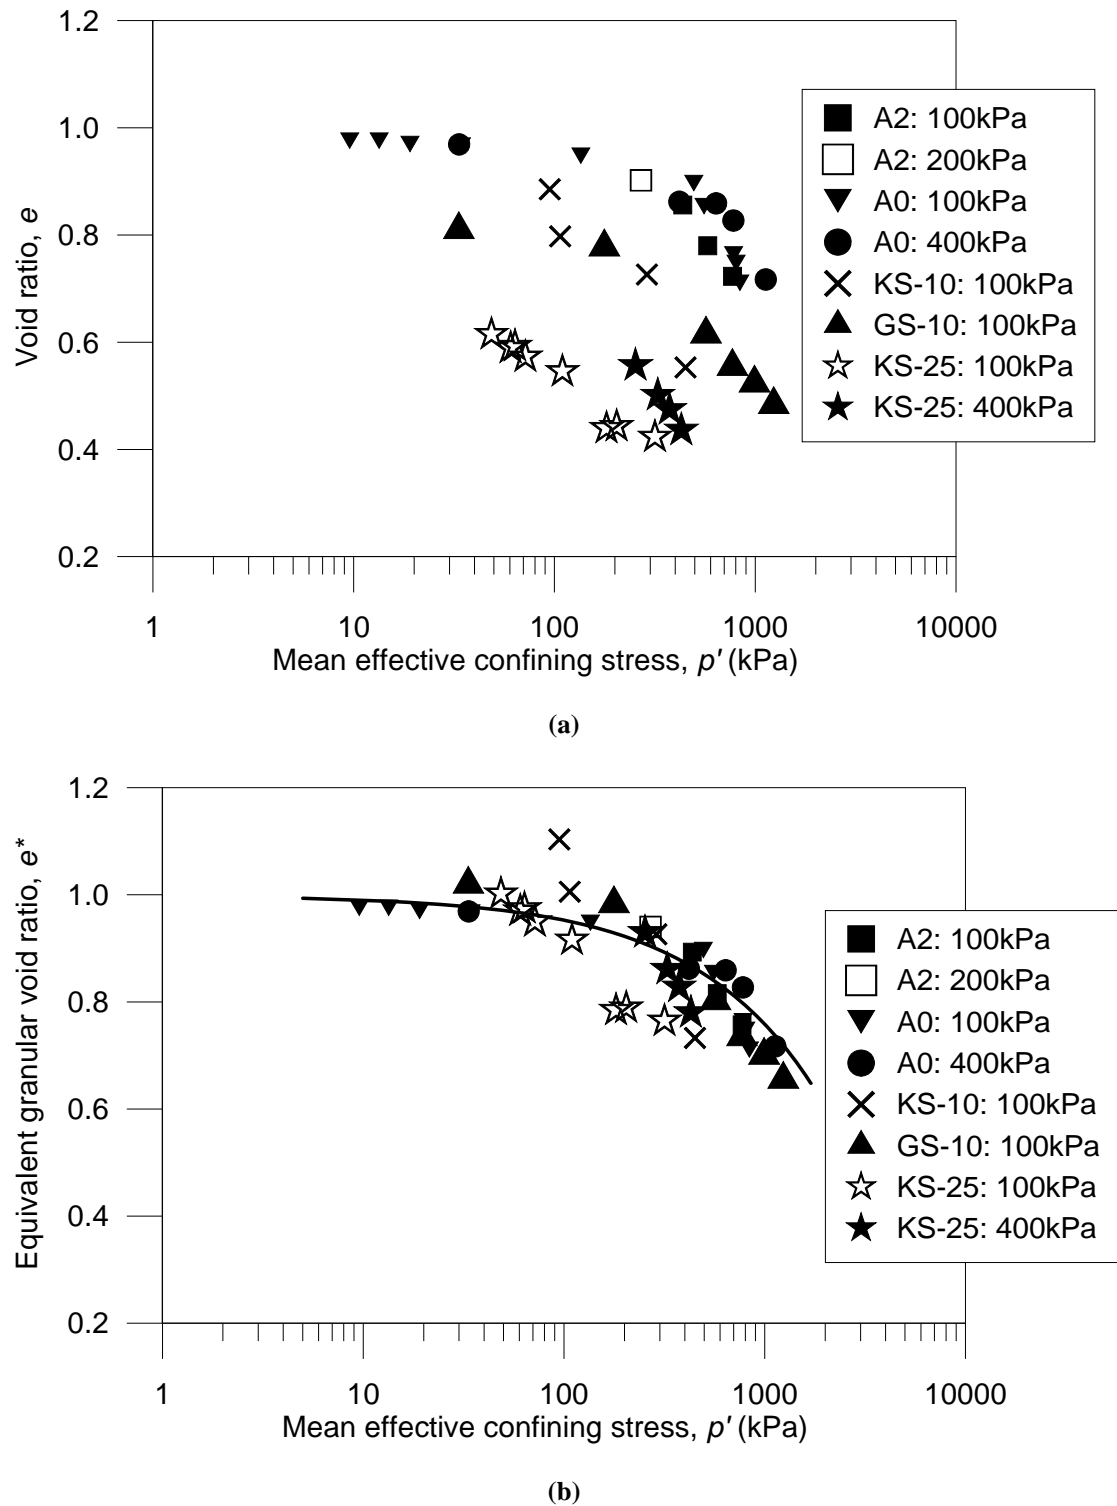 1.2
1.0
0.8
0.6
0.4
0.2
Void ratio, e
A2: 100kPa
A2: 200kPa
A0: 100kPa
A0: 400kPa
KS-10: 100kPa
GS-10: 100kPa
KS-25: 100kPa
KS-25: 400kPa
1 10 100 1000 10000
Mean effective confining stress, p' (kPa)
(a)
1.2
1.0
0.8
0.6
0.4
0.2
Equivalent granular void ratio, e*
A2: 100kPa
A2: 200kPa
A0: 100kPa
A0: 400kPa
KS-10: 100kPa
GS-10: 100kPa
KS-25: 100kPa
KS-25: 400kPa
1 10 100 1000 10000
Mean effective confining stress, p' (kPa)
(b)